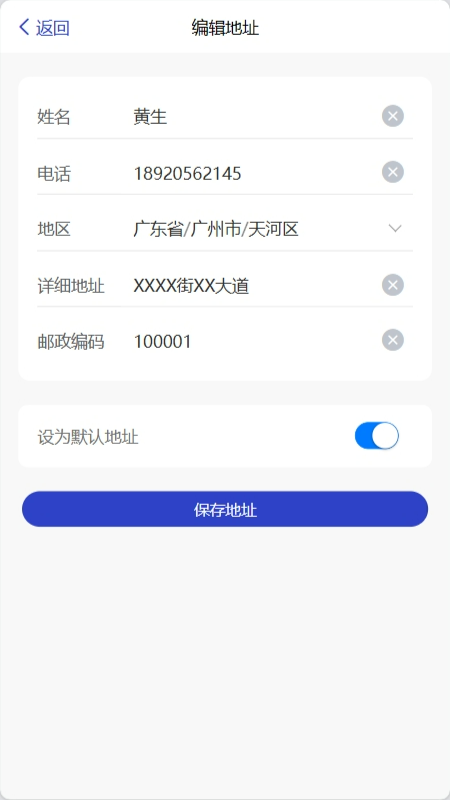 返回 编辑地址
姓名 黄生
电话 18920562145
地区 广东省/广州市/天河区
详细地址 XXXX街XX大道
邮政编码 100001
设为默认地址
保存地址